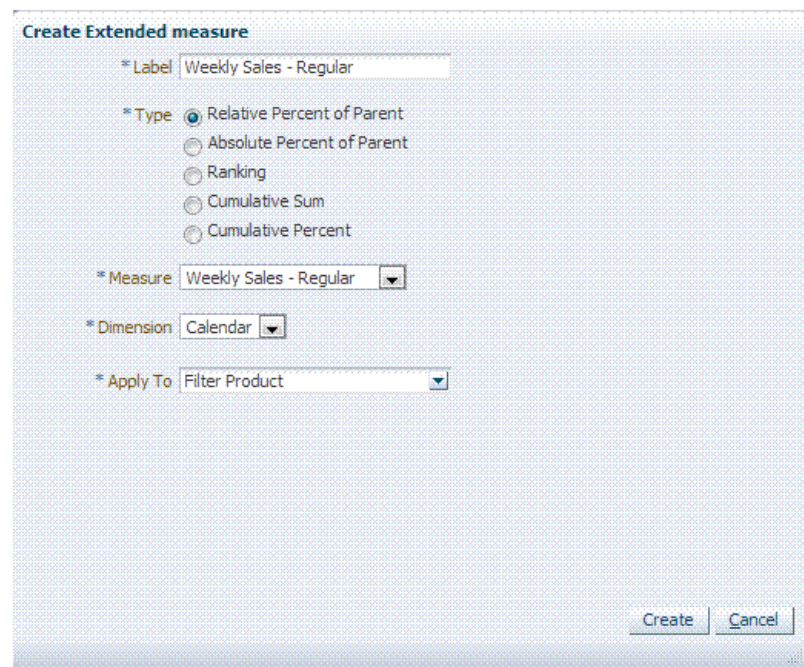 Create Extended measure
* Label Weekly Sales - Regular
* Type Relative Percent of Parent
Absolute Percent of Parent
Ranking
Cumulative Sum
Cumulative Percent
* Measure Weekly Sales - Regular
* Dimension Calendar
* Apply To Filter Product
Create Cancel